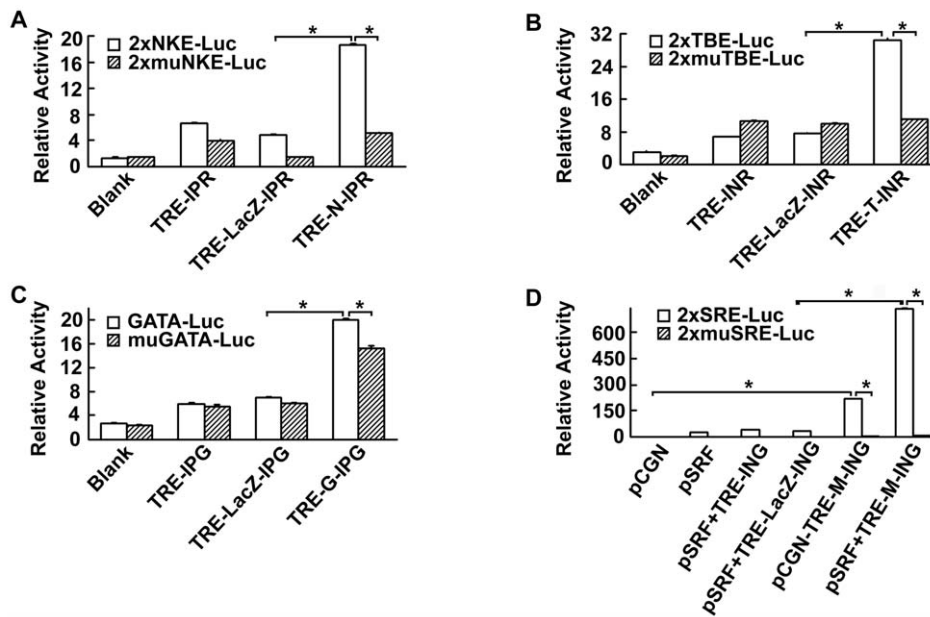 A
Relative Activity
20
16
12
8
4
0
2xNKE-Luc
2xmuNKE-Luc
*
*
Blank
TRE-IPR
TRE-LacZ-IPR
TRE-N-IPR
B
Relative Activity
32
24
16
8
0
2xTBE-Luc
2xmuTBE-Luc
*
*
Blank
TRE-INR
TRE-LacZ-INR
TRE-T-INR
C
Relative Activity
20
16
12
8
4
0
GATA-Luc
muGATA-Luc
*
*
Blank
TRE-IPG
TRE-LacZ-IPG
TRE-G-IPG
D
Relative Activity
600
450
300
150
0
2xSRE-Luc
2xmuSRE-Luc
*
*
*
*
pCGN
pSRF
pSRF+TRE-ING
pSRF+TRE-LacZ-ING
pCGN-TRE-M-ING
pSRF+TRE-M-ING